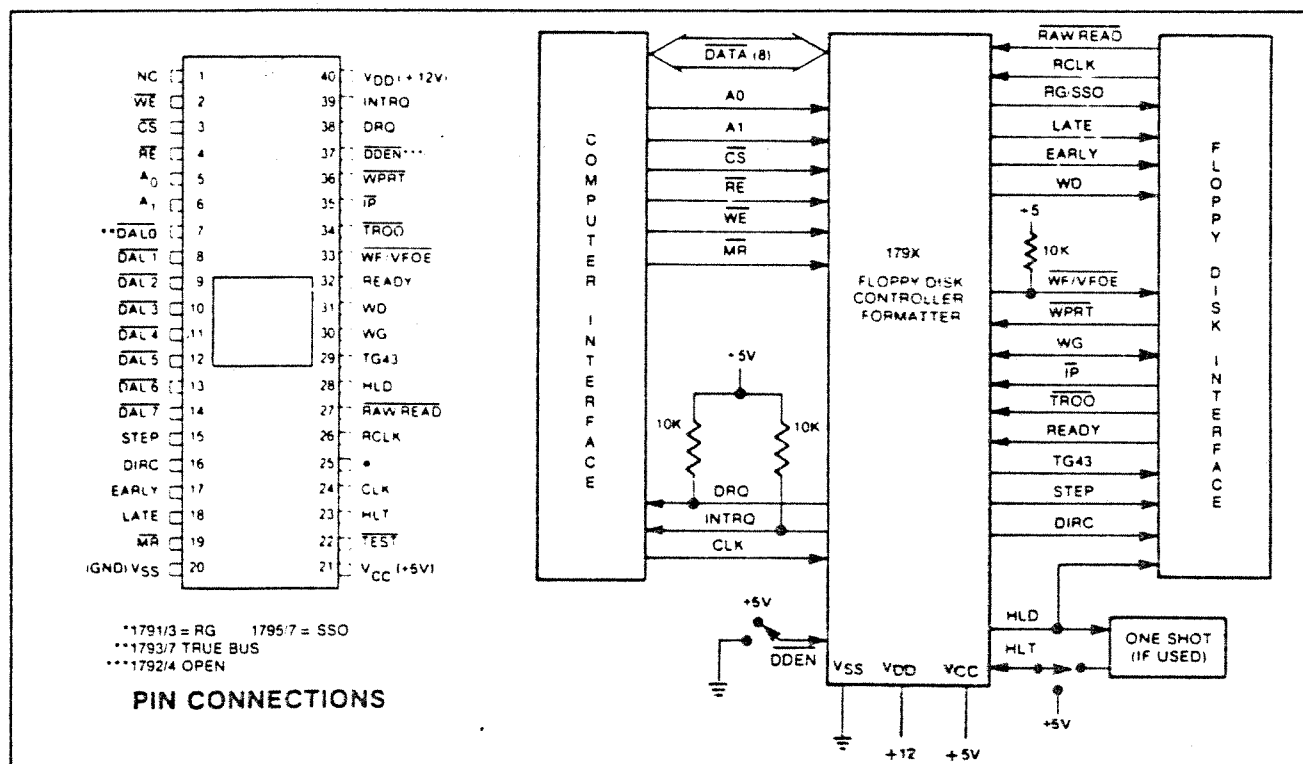 NC 1 40 VDD (+ 12V)
WE 2 39 INTRQ
CS 3 38 DRQ
RE 4 37 DDEN***
A0 5 36 WPRT
A1 6 35 IP
**DAL0 7 34 TROO
DAL 1 8 33 WF/VFOE
DAL 2 9 32 READY
DAL 3 10 31 WD
DAL 4 11 30 WG
DAL 5 12 29 TG43
DAL 6 13 28 HLD
DAL 7 14 27 RAW READ
STEP 15 26 RCLK
DIRC 16 25 *
EARLY 17 24 CLK
LATE 18 23 HLT
MR 19 22 TEST
(GND) VSS 20 21 VCC (+5V)
*1791/3 = RG 1795/7 = SSO
**1793/7 TRUE BUS
***1792/4 OPEN
PIN CONNECTIONS
COMPUTER INTERFACE
DATA (8)
A0
A1
CS
RE
WE
MR
+5V
10K
10K
DRQ
INTRQ
CLK
+5V
DDEN
179X
FLOPPY DISK
CONTROLLER
FORMATTER
VSS VDD VCC
+12 +5V
RAW READ
RCLK
RG/SSO
LATE
EARLY
WD
+5
10K
WF/VFOE
WPRT
WG
IP
TROO
READY
TG43
STEP
DIRC
HLD
HLT
+5V
ONE SHOT
(IF USED)
FLOPPY DISK INTERFACE